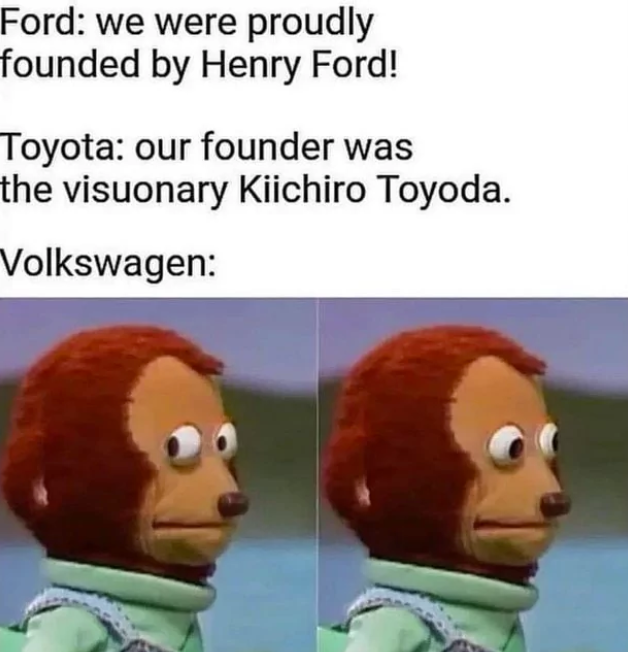 Ford: we were proudly
founded by Henry Ford!
Toyota: our founder was
the visuonary Kiichiro Toyoda.
Volkswagen: